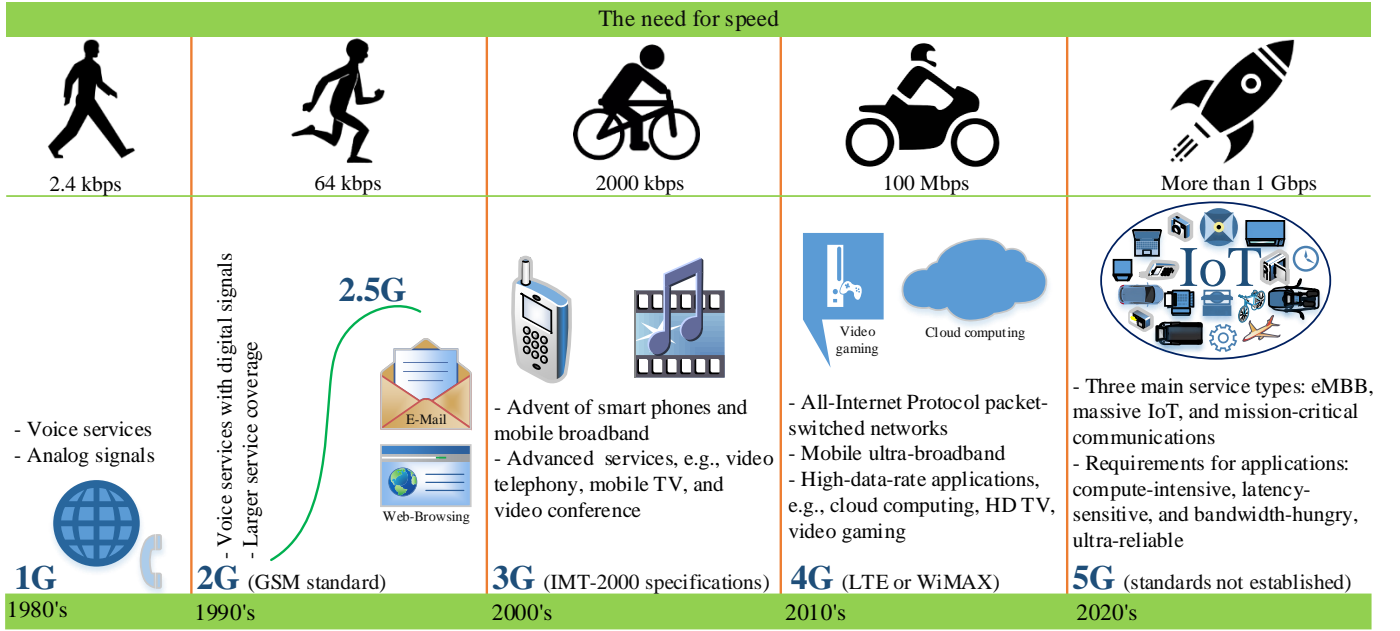 The need for speed
2.4 kbps
64 kbps
2000 kbps
100 Mbps
More than 1 Gbps
- Voice services
- Analog signals
1G
1980's
- Voice services with digital signals
- Larger service coverage
2.5G
E-Mail
Web-Browsing
2G (GSM standard)
1990's
- Advent of smart phones and
mobile broadband
- Advanced services, e.g., video
telephony, mobile TV, and
video conference
3G (IMT-2000 specifications)
2000's
Video
gaming
Cloud computing
- All-Internet Protocol packet-
switched networks
- Mobile ultra-broadband
- High-data-rate applications,
e.g., cloud computing, HD TV,
video gaming
4G (LTE or WiMAX)
2010's
IoT
- Three main service types: eMBB,
massive IoT, and mission-critical
communications
- Requirements for applications:
compute-intensive, latency-
sensitive, and bandwidth-hungry,
ultra-reliable
5G (standards not established)
2020's